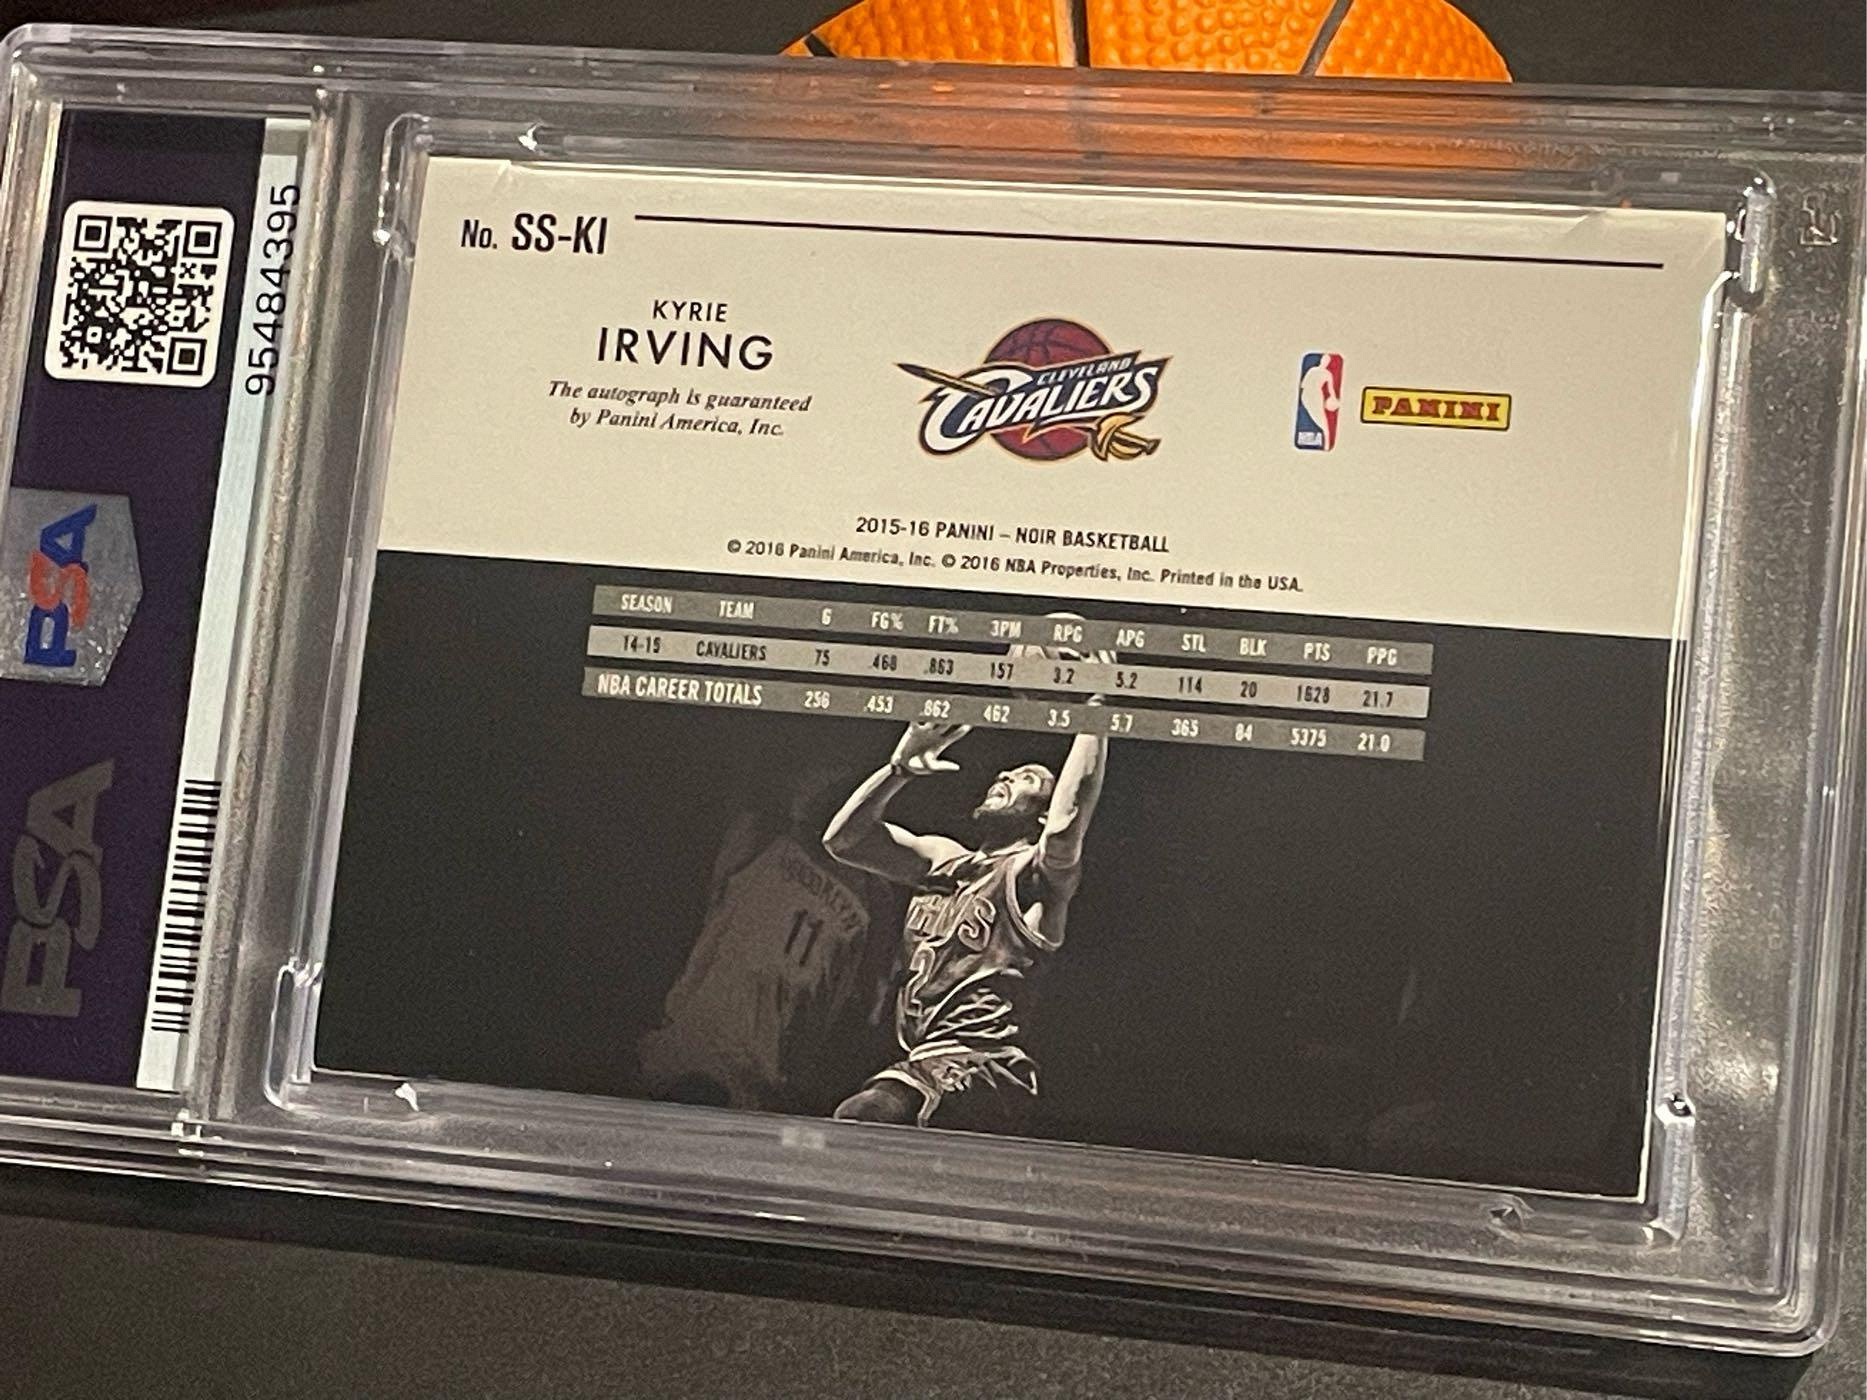 95484395
PSA
PSA
No. SS-KI
KYRIE
IRVING
The autograph is guaranteed
by Panini America, Inc.
CLEVELAND
CAVALIERS
NBA
PANINI
2015-16 PANINI – NOIR BASKETBALL
© 2016 Panini America, Inc. © 2016 NBA Properties, Inc. Printed in the USA.
SEASON TEAM G FG% FT% 3PM RPG APG STL BLK PTS PPG
14-15 CAVALIERS 75 .468 .863 157 3.2 5.2 114 20 1628 21.7
NBA CAREER TOTALS 256 .453 .862 462 3.5 5.7 365 84 5375 21.0
BROOKLYN
11
2